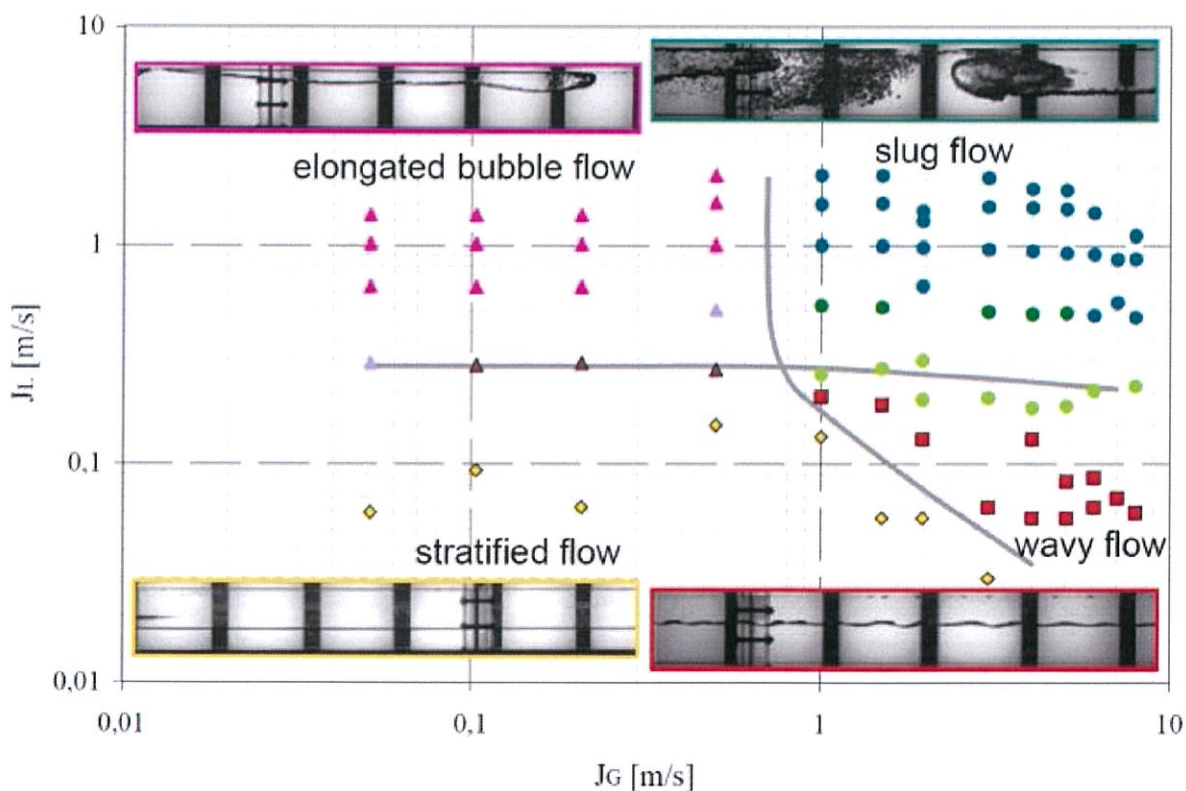 10
elongated bubble flow
slug flow
1
JL [m/s]
0,1
stratified flow
wavy flow
0,01
0,01
0,1
1
10
JG [m/s]